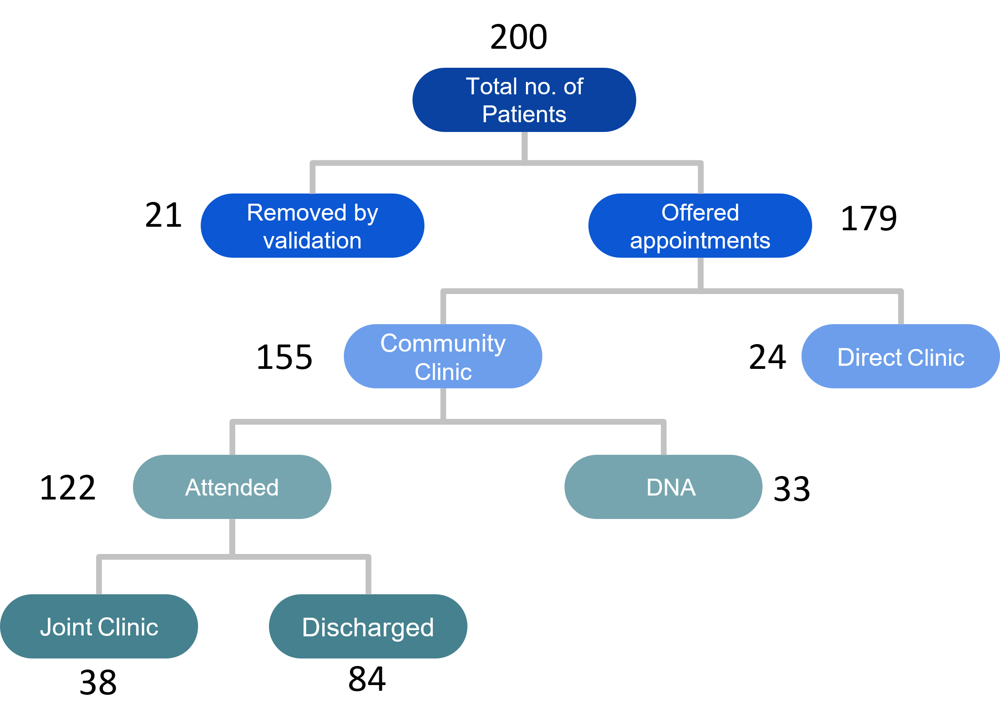 200
Total no. of
Patients
21
Removed by
validation
Offered
appointments
179
155
Community
Clinic
24
Direct Clinic
122
Attended
DNA
33
Joint Clinic
Discharged
38
84